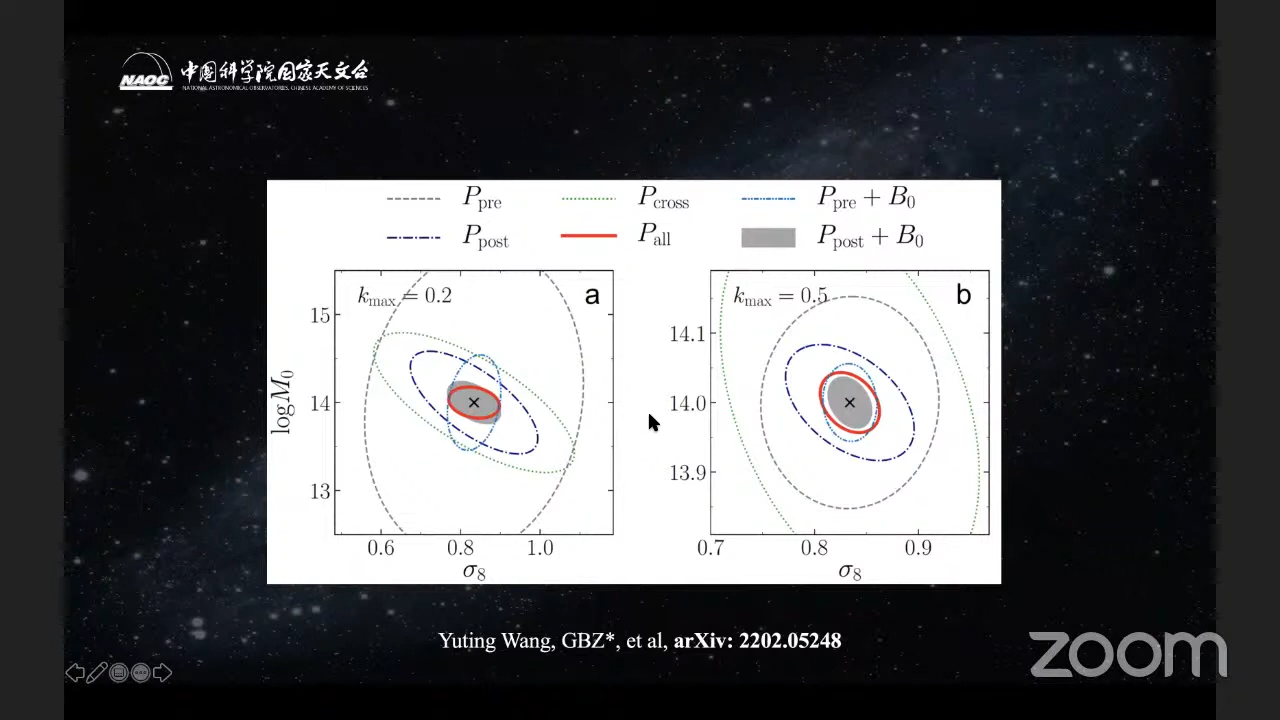 NAOC 中国科学院国家天文台
NATIONAL ASTRONOMICAL OBSERVATORIES, CHINESE ACADEMY OF SCIENCES
P_pre P_cross P_pre + B_0
P_post P_all P_post + B_0
k_max = 0.2 a
15
14
13
log M_0
0.6 0.8 1.0
σ_8
k_max = 0.5 b
14.1
14.0
13.9
0.7 0.8 0.9
σ_8
Yuting Wang, GBZ*, et al, arXiv: 2202.05248
zoom